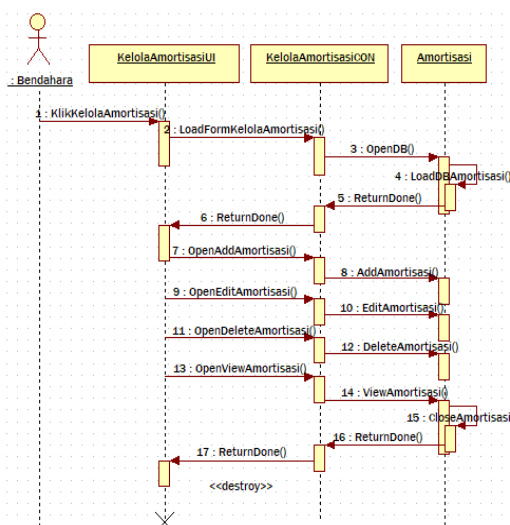 KelolaAmortisasiUI
KelolaAmortisasiCON
Amortisasi
: Bendahara
1 : KlikKelolaAmortisasi()
2 : LoadFormKelolaAmortisasi()
3 : OpenDB()
4 : LoadDBAmortisasi()
5 : ReturnDone()
6 : ReturnDone()
7 : OpenAddAmortisasi()
8 : AddAmortisasi()
9 : OpenEditAmortisasi()
10 : EditAmortisasi()
11 : OpenDeleteAmortisasi()
12 : DeleteAmortisasi()
13 : OpenViewAmortisasi()
14 : ViewAmortisasi()
15 : CloseAmortisasi
16 : ReturnDone()
17 : ReturnDone()
<<destroy>>